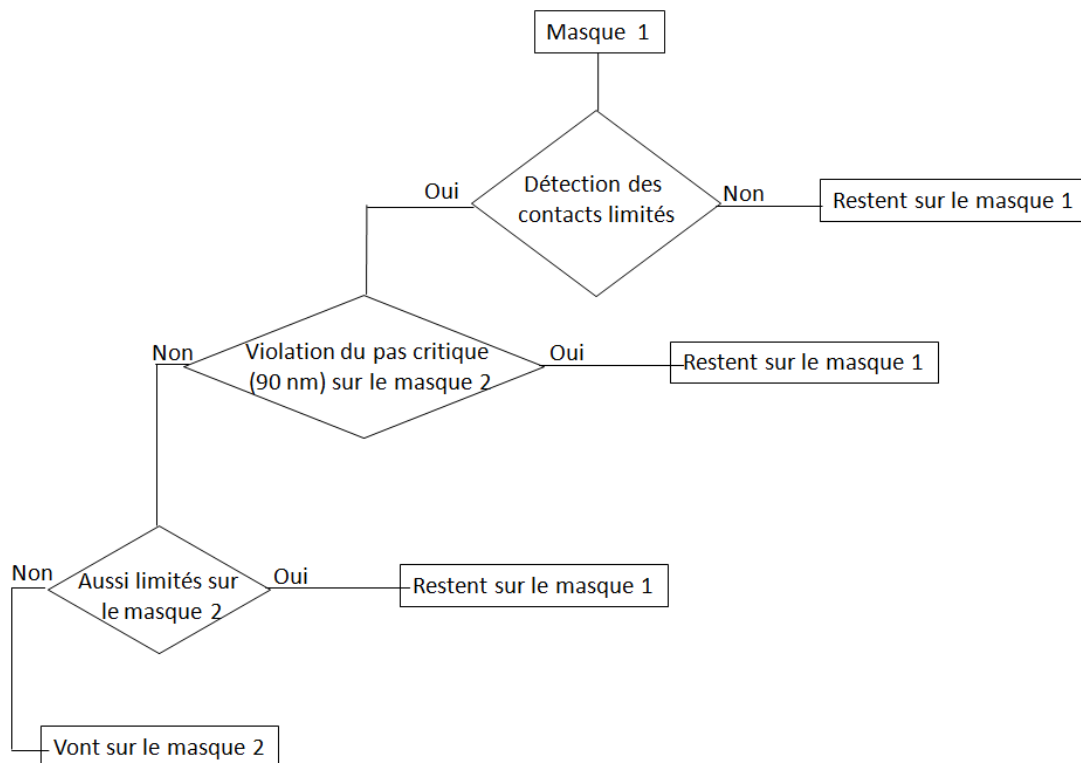 Masque 1
Détection des
contacts limités
Oui
Non
Restent sur le masque 1
Violation du pas critique
(90 nm) sur le masque 2
Non
Oui
Restent sur le masque 1
Aussi limités sur
le masque 2
Non
Oui
Restent sur le masque 1
Vont sur le masque 2